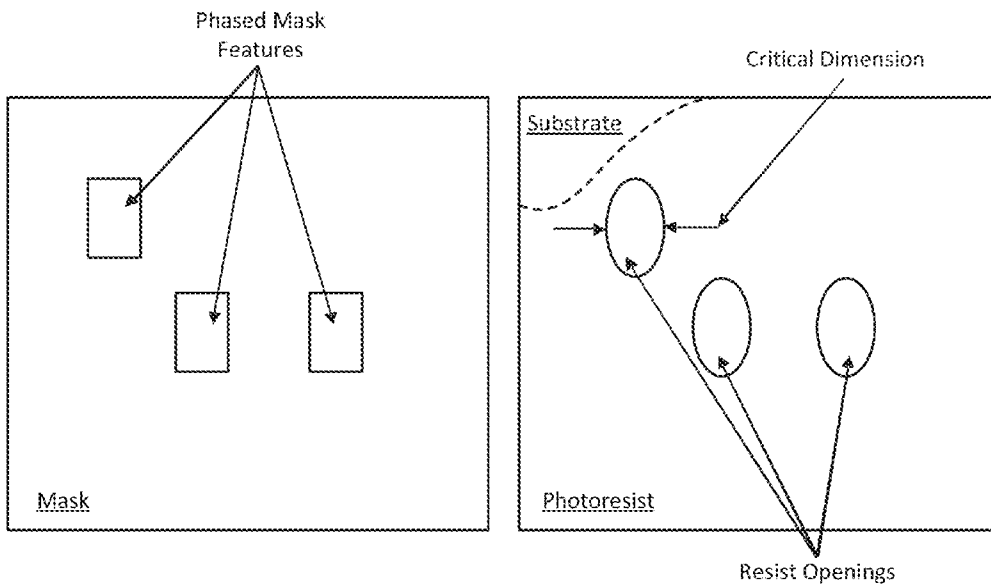 Phased Mask
Features
Critical Dimension
Substrate
Mask
Photoresist
Resist Openings